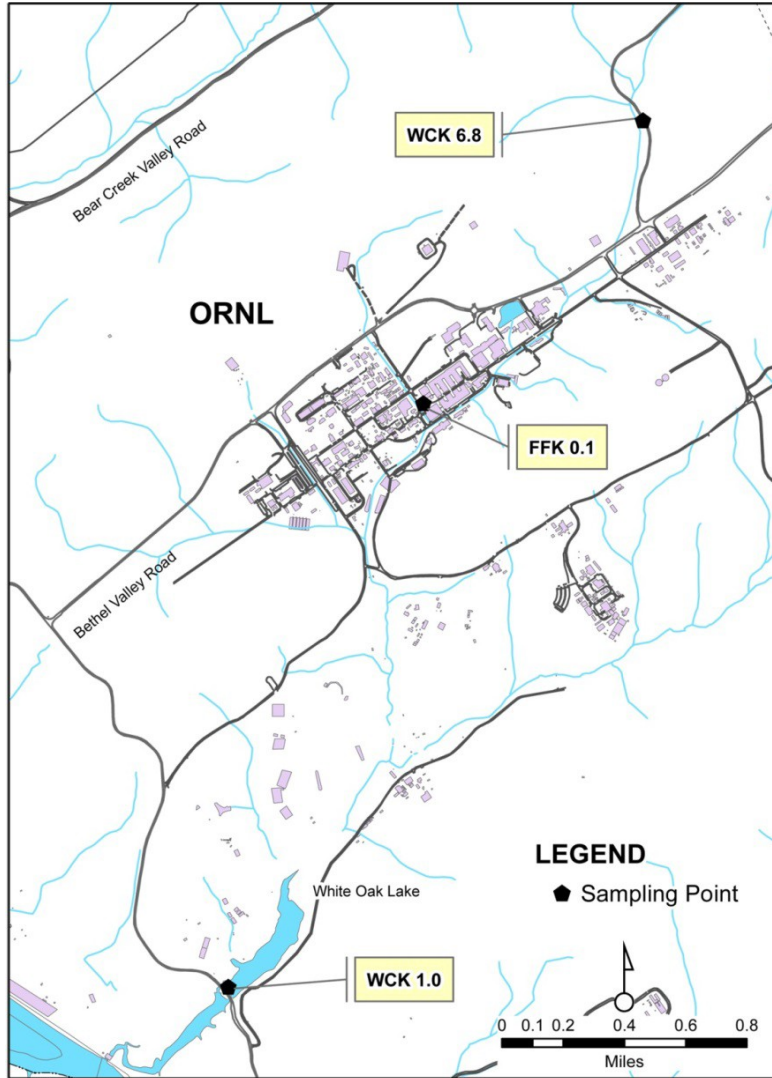 WCK 6.8
Bear Creek Valley Road
ORNL
FFK 0.1
Bethel Valley Road
White Oak Lake
LEGEND
Sampling Point
WCK 1.0
0 0.1 0.2 0.4 0.6 0.8
Miles